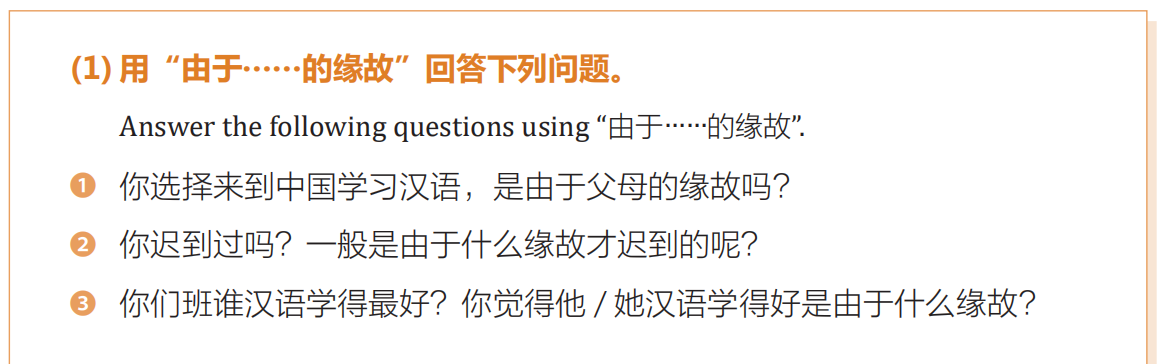 (1) 用“由于……的缘故”回答下列问题。
Answer the following questions using “由于……的缘故”.
❶ 你选择来到中国学习汉语，是由于父母的缘故吗？
❷ 你迟到过吗？一般是由于什么缘故才迟到的呢？
❸ 你们班谁汉语学得最好？你觉得他 / 她汉语学得好是由于什么缘故？